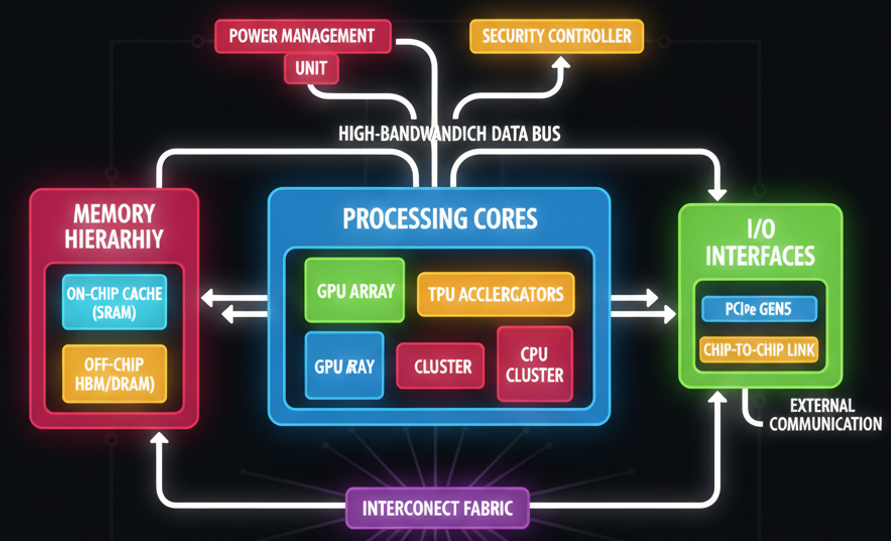 POWER MANAGEMENT
UNIT
SECURITY CONTROLLER
HIGH-BANDWANDICH DATA BUS
MEMORY
HIERARHIY
ON-CHIP CACHE
(SRAM)
OFF-CHIP
HBM/DRAM)
PROCESSING CORES
GPU ARRAY
TPU ACCLERGATORS
GPU RAY
CLUSTER
CPU
CLUSTER
I/O
INTERFACES
PCIPe GEN5
CHIP-TO-CHIP LINK
EXTERNAL
COMMUNICATION
INTERCONECT FABRIC